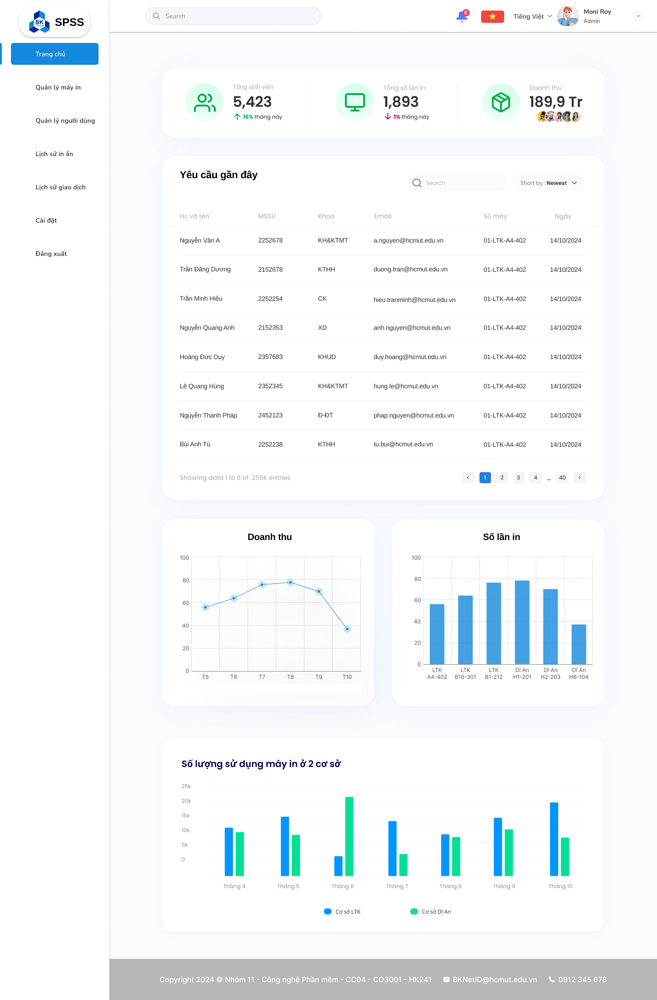 BK
TP.HCM
SPSS
Search
6
Tiếng Việt
Moni Roy
Admin
Trang chủ
Quản lý máy in
Quản lý người dùng
Lịch sử in ấn
Lịch sử giao dịch
Cài đặt
Đăng xuất
Tổng sinh viên
5,423
16% tháng này
Tổng số lần in
1,893
1% tháng này
Doanh thu
189,9 Tr
Yêu cầu gần đây
Search
Short by : Newest
Họ và tên MSSV Khoa Email Số máy Ngày
Nguyễn Văn A 2252678 KH&KTMT a.nguyen@hcmut.edu.vn 01-LTK-A4-402 14/10/2024
Trần Đăng Dương 2152678 KTHH duong.tran@hcmut.edu.vn 01-LTK-A4-402 14/10/2024
Trần Minh Hiếu 2252254 CK hieu.tranminh@hcmut.edu.vn 01-LTK-A4-402 14/10/2024
Nguyễn Quang Anh 2152353 XD anh.nguyen@hcmut.edu.vn 01-LTK-A4-402 14/10/2024
Hoàng Đức Duy 2357683 KHUD duy.hoang@hcmut.edu.vn 01-LTK-A4-402 14/10/2024
Lê Quang Hùng 2352345 KH&KTMT hung.le@hcmut.edu.vn 01-LTK-A4-402 14/10/2024
Nguyễn Thanh Pháp 2452123 Đ-ĐT phap.nguyen@hcmut.edu.vn 01-LTK-A4-402 14/10/2024
Bùi Anh Tú 2252238 KTHH tu.bui@hcmut.edu.vn 01-LTK-A4-402 14/10/2024
Showing data 1 to 8 of 256K entries
< 1 2 3 4 ... 40 >
Doanh thu
100
80
60
40
20
0
T5 T6 T7 T8 T9 T10
Số lần in
100
80
60
40
20
0
LTK LTK LTK Dĩ An Dĩ An Dĩ An
A4-402 B10-301 B1-212 H1-201 H2-203 H6-104
Số lượng sử dụng máy in ở 2 cơ sở
25k
20k
15k
10k
5k
0
Tháng 4 Tháng 5 Tháng 6 Tháng 7 Tháng 8 Tháng 9 Tháng 10
Cơ sở LTK Cơ sở Dĩ An
Copyright 2024 © Nhóm 11 - Công nghệ Phần mềm - CC04 - CO3001 - HK241 BKNetID@hcmut.edu.vn 0912 345 678